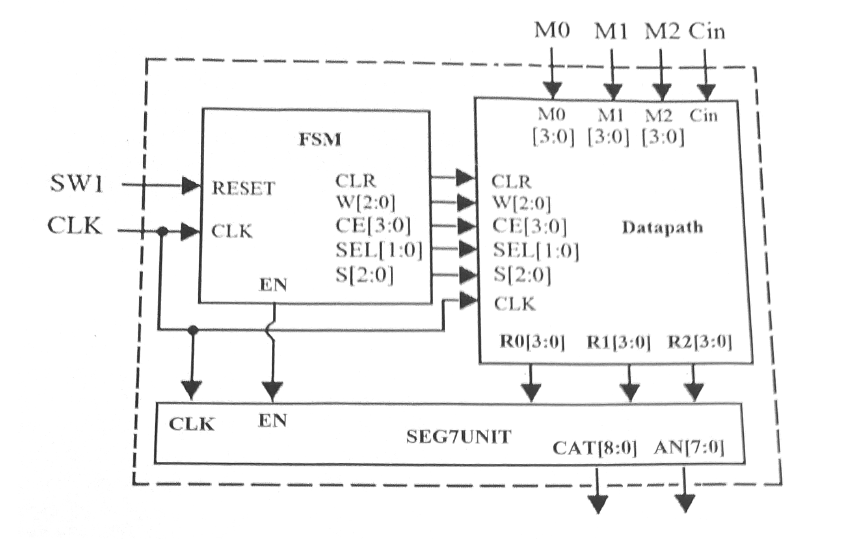 M0 M1 M2 Cin
M0 M1 M2 Cin
[3:0] [3:0] [3:0]
FSM
SW1
RESET
CLK
CLK
CLR
W[2:0]
CE[3:0]
SEL[1:0]
S[2:0]
EN
CLR
W[2:0]
CE[3:0]
SEL[1:0]
S[2:0]
CLK
Datapath
R0[3:0] R1[3:0] R2[3:0]
CLK EN
SEG7UNIT
CAT[8:0] AN[7:0]